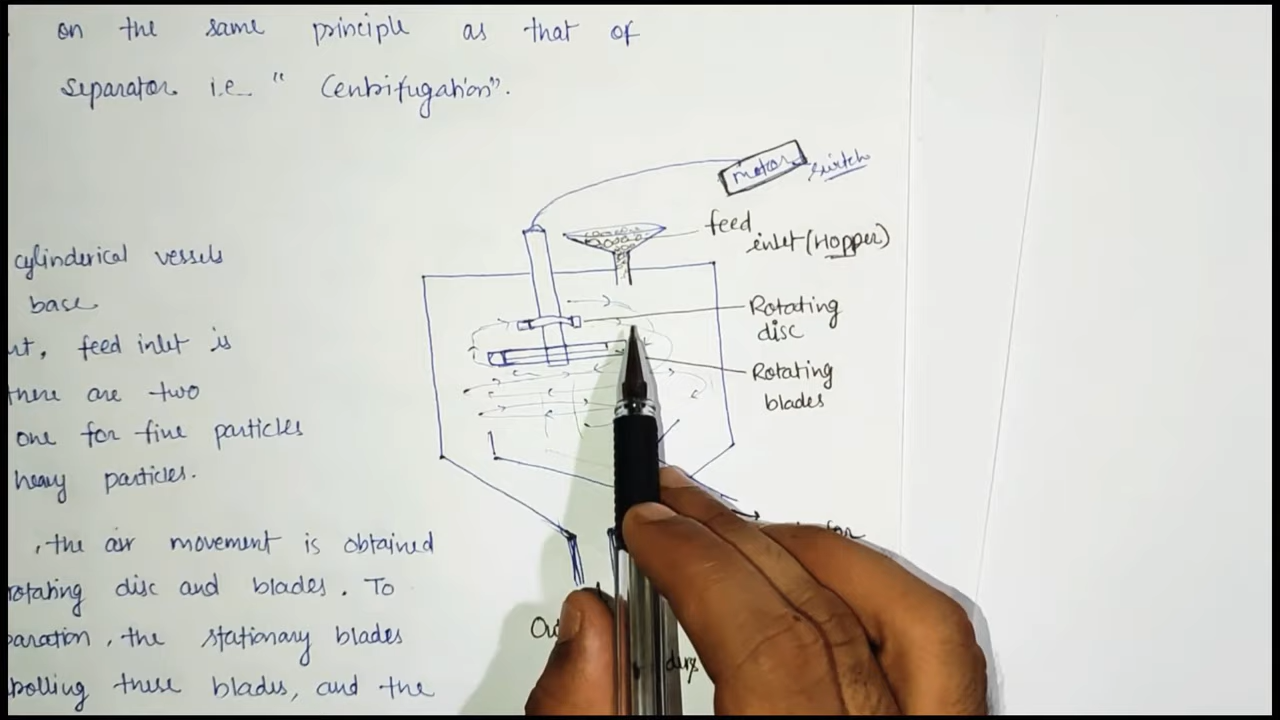 on the same principle as that of
separator i.e. " Centrifugation".
motor
switch
feed
inlet (Hopper)
cylinderical vessels
base
Rotating
disc
feed inlet is
there are two
Rotating
blades
one for fine particles
heavy particles.
for
, the air movement is obtained
rotating disc and blades. To
the stationary blades
these blades, and the